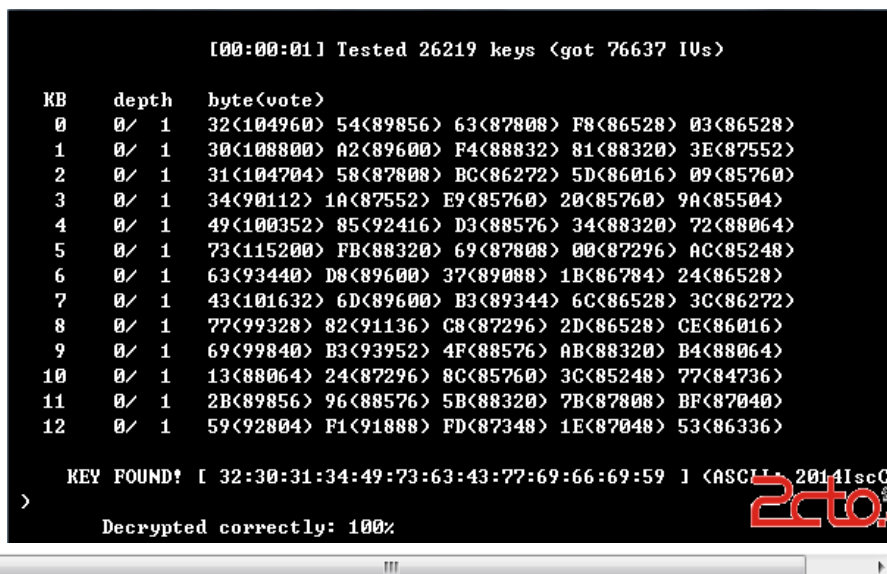 [00:00:01] Tested 26219 keys (got 76637 IVs)
KB depth byte(vote)
0 0/ 1 32(104960) 54(89856) 63(87808) F8(86528) 03(86528)
1 0/ 1 30(108800) A2(89600) F4(88832) 81(88320) 3E(87552)
2 0/ 1 31(104704) 58(87808) BC(86272) 5D(86016) 09(85760)
3 0/ 1 34(90112) 1A(87552) E9(85760) 20(85760) 9A(85504)
4 0/ 1 49(100352) 85(92416) D3(88576) 34(88320) 72(88064)
5 0/ 1 73(115200) FB(88320) 69(87808) 00(87296) AC(85248)
6 0/ 1 63(93440) D8(89600) 37(89088) 1B(86784) 24(86528)
7 0/ 1 43(101632) 6D(89600) B3(89344) 6C(86528) 3C(86272)
8 0/ 1 77(99328) 82(91136) C8(87296) 2D(86528) CE(86016)
9 0/ 1 69(99840) B3(93952) 4F(88576) AB(88320) B4(88064)
10 0/ 1 13(88064) 24(87296) 8C(85760) 3C(85248) 77(84736)
11 0/ 1 2B(89856) 96(88576) 5B(88320) 7B(87808) BF(87040)
12 0/ 1 59(92804) F1(91888) FD(87348) 1E(87048) 53(86336)
KEY FOUND! [ 32:30:31:34:49:73:63:43:77:69:66:69:59 ] (ASCII: 2014IscC
)
Decrypted correctly: 100%
2cto.